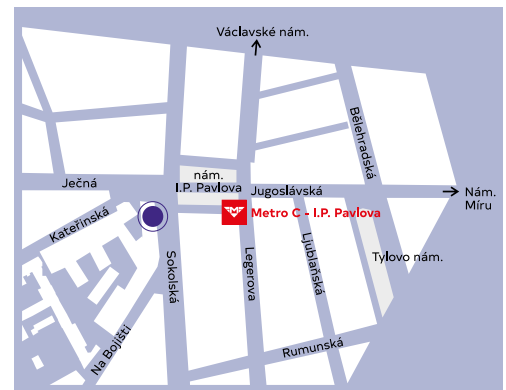 Václavské nám.
Bělehradská
nám.
I.P. Pavlova
Ječná
Jugoslávská
Nám.
Míru
Metro C - I.P. Pavlova
Kateřinská
Sokolská
Legerova
Ljublaňská
Tylovo nám.
Na Bojišti
Rumunská